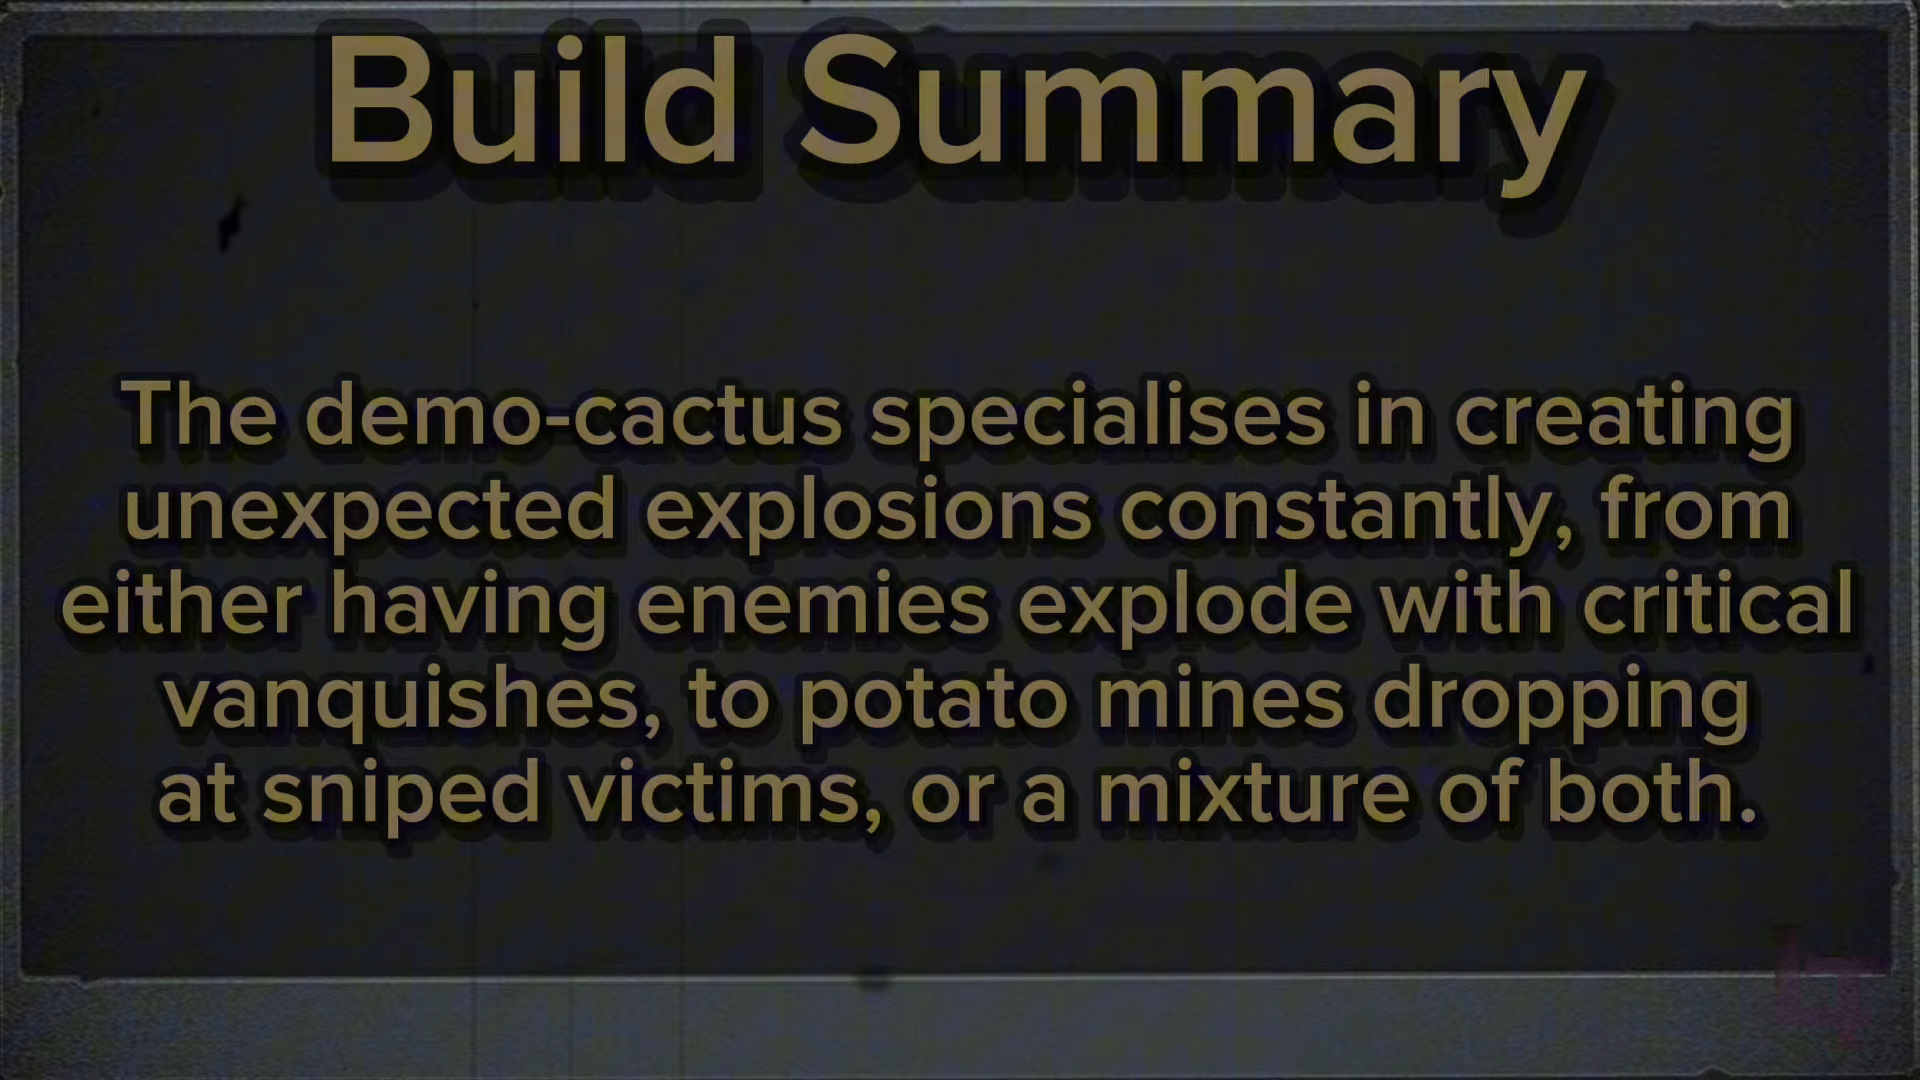 Build Summary
The demo-cactus specialises in creating
unexpected explosions constantly, from
either having enemies explode with critical
vanquishes, to potato mines dropping
at sniped victims, or a mixture of both.